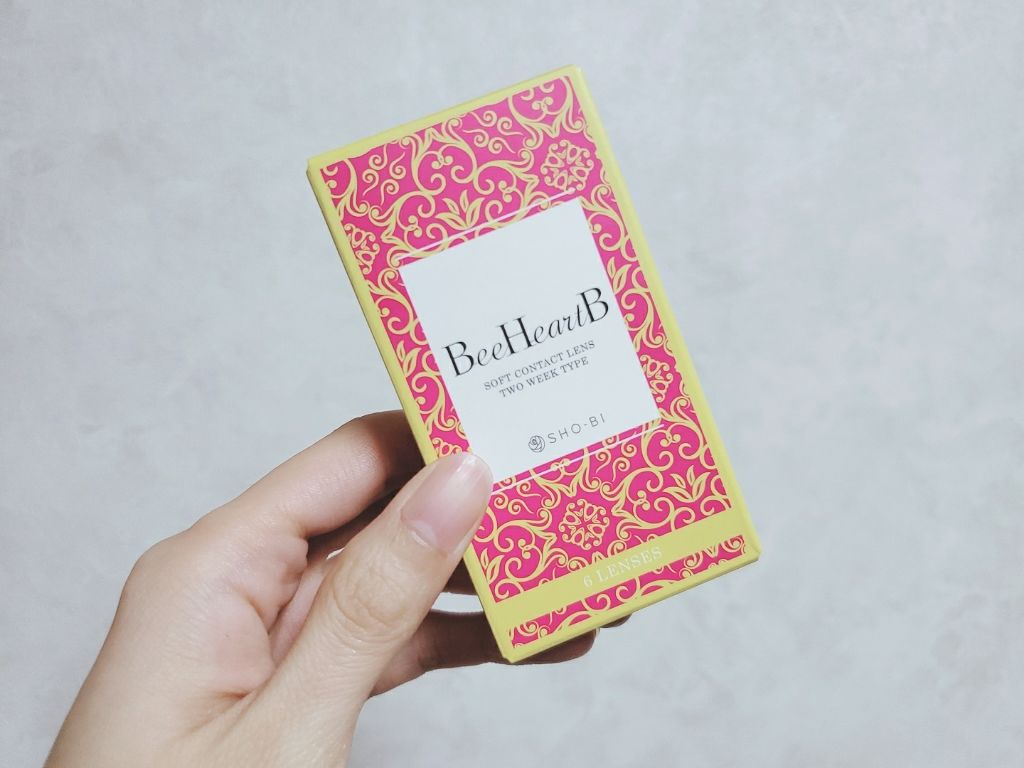 BeeHeartB
SOFT CONTACT LENS
TWO WEEK TYPE
SHO-BI
6 LENSES